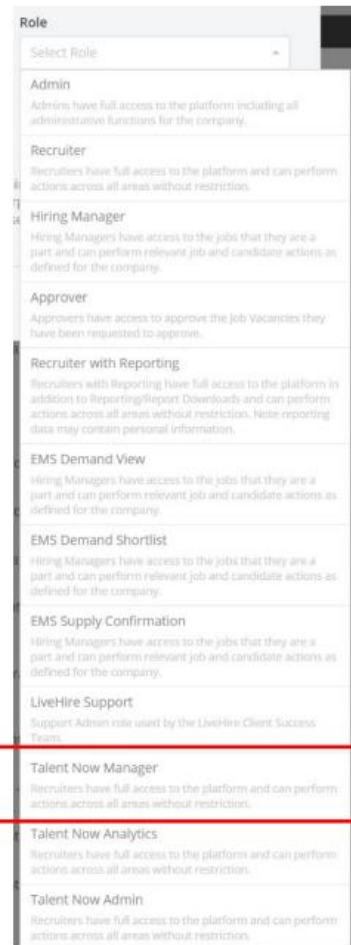 Role
Select Role
Admin
Admins have full access to the platform including all
administrative functions for the company.
Recruiter
Recruiters have full access to the platform and can perform
actions across all areas without restriction.
Hiring Manager
Hiring Managers have access to the jobs that they are a
part and can perform relevant job and candidate actions as
defined for the company.
Approver
Approvers have access to approve the Job Vacancies they
have been requested to approve.
Recruiter with Reporting
Recruiters with Reporting have full access to the platform in
addition to Reporting/Report Downloads and can perform
actions across all areas without restriction. Note reporting
data may contain personal information.
EMS Demand View
Hiring Managers have access to the jobs that they are a
part and can perform relevant job and candidate actions as
defined for the company.
EMS Demand Shortlist
Hiring Managers have access to the jobs that they are a
part and can perform relevant job and candidate actions as
defined for the company.
EMS Supply Confirmation
Hiring Managers have access to the jobs that they are a
part and can perform relevant job and candidate actions as
defined for the company.
LiveHire Support
Support Admin role used by the LiveHire Client Success
Team.
Talent Now Manager
Recruiters have full access to the platform and can perform
actions across all areas without restriction.
Talent Now Analytics
Recruiters have full access to the platform and can perform
actions across all areas without restriction.
Talent Now Admin
Recruiters have full access to the platform and can perform
actions across all areas without restriction.